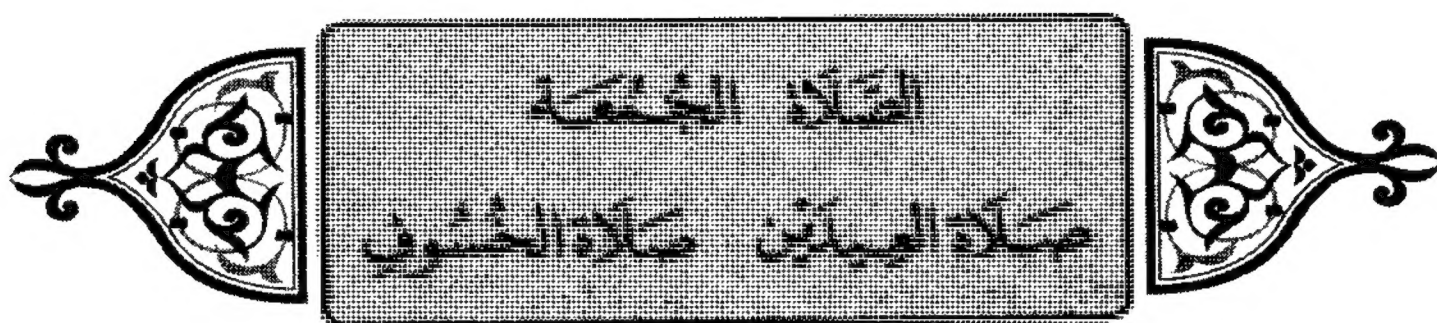 الصَّلَاة الجُمُعَة
صَلَاة العِيدَيْن صَلَاة الخُسُوفِ